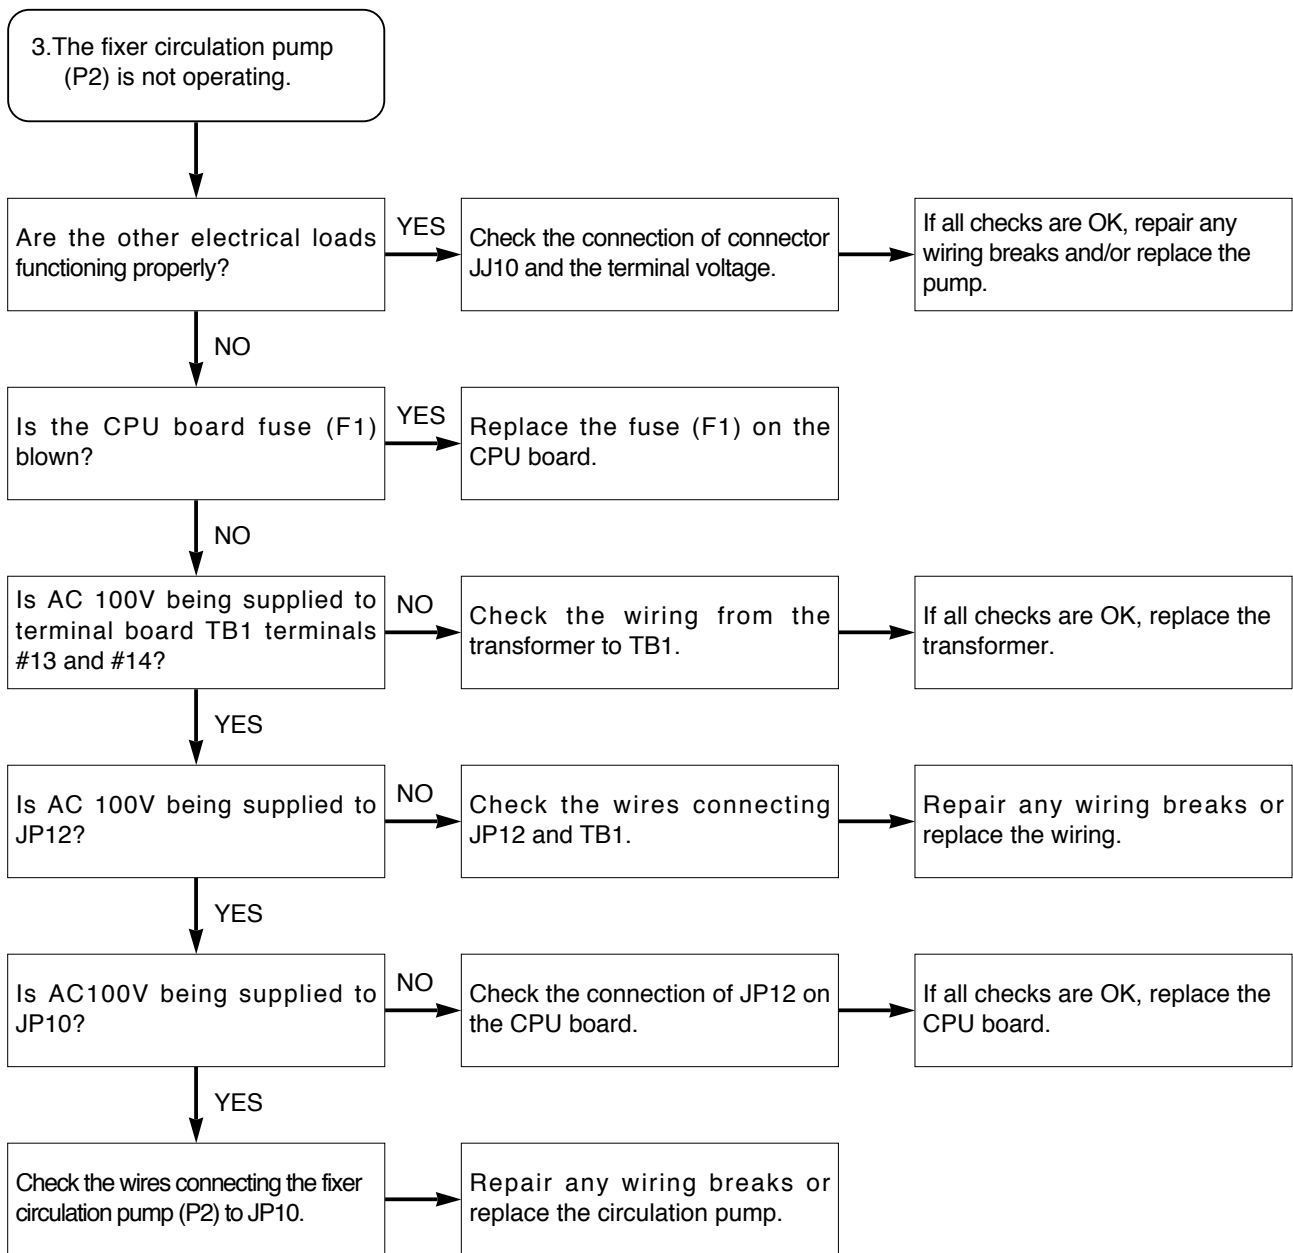 3.The fixer circulation pump
(P2) is not operating.
Are the other electrical loads
functioning properly?
YES
Check the connection of connector
JJ10 and the terminal voltage.
If all checks are OK, repair any
wiring breaks and/or replace the
pump.
NO
Is the CPU board fuse (F1)
blown?
YES
Replace the fuse (F1) on the
CPU board.
NO
Is AC 100V being supplied to
terminal board TB1 terminals
#13 and #14?
NO
Check the wiring from the
transformer to TB1.
If all checks are OK, replace the
transformer.
YES
Is AC 100V being supplied to
JP12?
NO
Check the wires connecting
JP12 and TB1.
Repair any wiring breaks or
replace the wiring.
YES
Is AC100V being supplied to
JP10?
NO
Check the connection of JP12 on
the CPU board.
If all checks are OK, replace the
CPU board.
YES
Check the wires connecting the fixer
circulation pump (P2) to JP10.
Repair any wiring breaks or
replace the circulation pump.